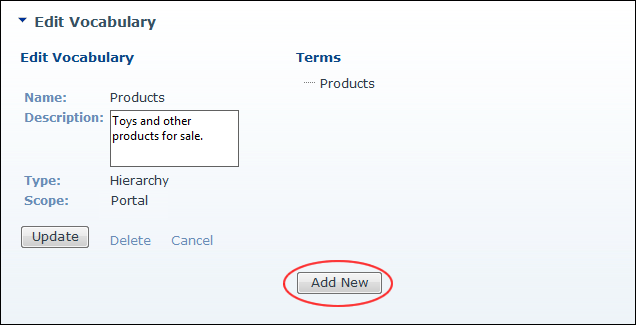 Edit Vocabulary
Edit Vocabulary
Name: Products
Description: Toys and other
products for sale.
Type: Hierarchy
Scope: Portal
Update Delete Cancel
Terms
Products
Add New